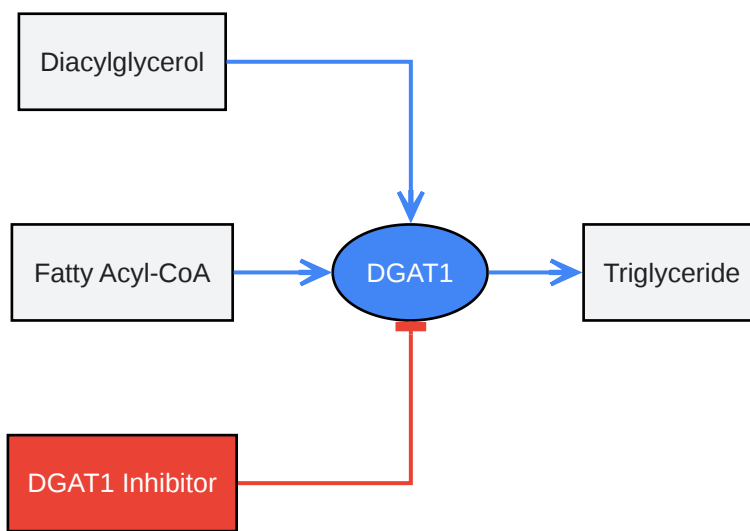 Diacylglycerol
Fatty Acyl-CoA
DGAT1
Triglyceride
DGAT1 Inhibitor